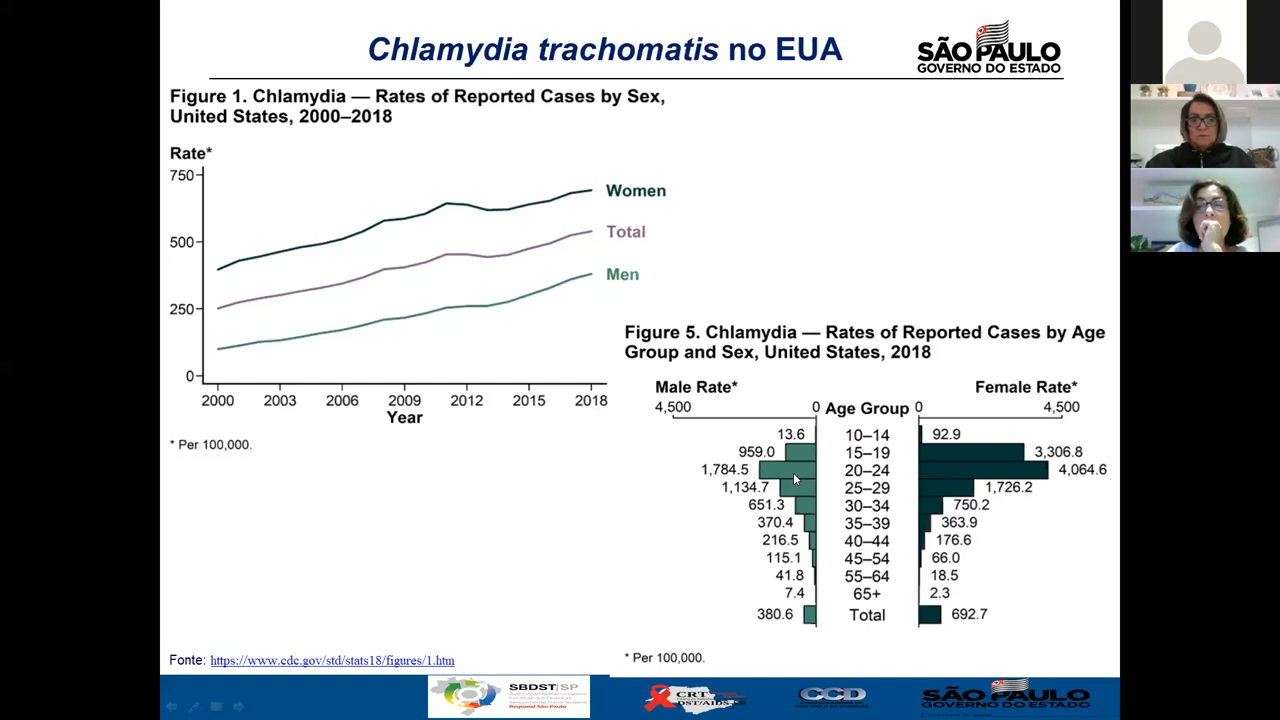 Chlamydia trachomatis no EUA
SÃO PAULO
GOVERNO DO ESTADO
Figure 1. Chlamydia — Rates of Reported Cases by Sex,
United States, 2000–2018
Rate*
750
500
250
0
Women
Total
Men
2000 2003 2006 2009 2012 2015 2018
Year
* Per 100,000.
Figure 5. Chlamydia — Rates of Reported Cases by Age
Group and Sex, United States, 2018
Male Rate* Female Rate*
4,500 0 Age Group 0 4,500
13.6 10–14 92.9
959.0 15–19 3,306.8
1,784.5 20–24 4,064.6
1,134.7 25–29 1,726.2
651.3 30–34 750.2
370.4 35–39 363.9
216.5 40–44 176.6
115.1 45–54 66.0
41.8 55–64 18.5
7.4 65+ 2.3
380.6 Total 692.7
* Per 100,000.
Fonte: https://www.cdc.gov/std/stats18/figures/1.htm
SBDST|SP
Regional São Paulo
CRT
DST/AIDS-SP
CCD
SÃO PAULO
GOVERNO DO ESTADO